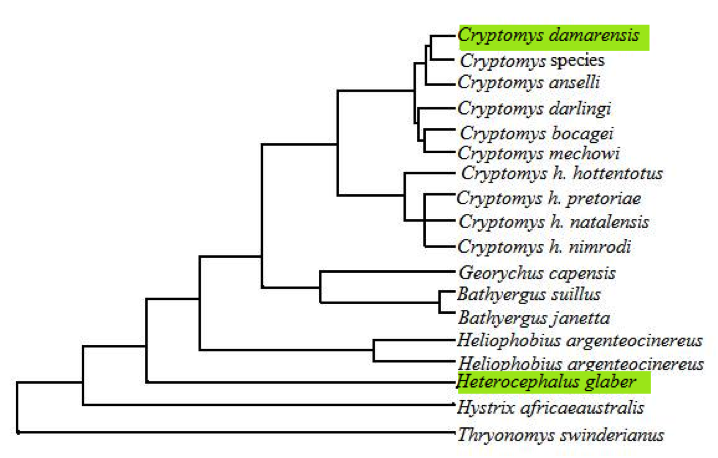 Cryptomys damarensis
Cryptomys species
Cryptomys anselli
Cryptomys darlingi
Cryptomys bocagei
Cryptomys mechowi
Cryptomys h. hottentotus
Cryptomys h. pretoriae
Cryptomys h. natalensis
Cryptomys h. nimrodi
Georychus capensis
Bathyergus suillus
Bathyergus janetta
Heliophobius argenteocinereus
Heliophobius argenteocinereus
Heterocephalus glaber
Hystrix africaeaustralis
Thryonomys swinderianus